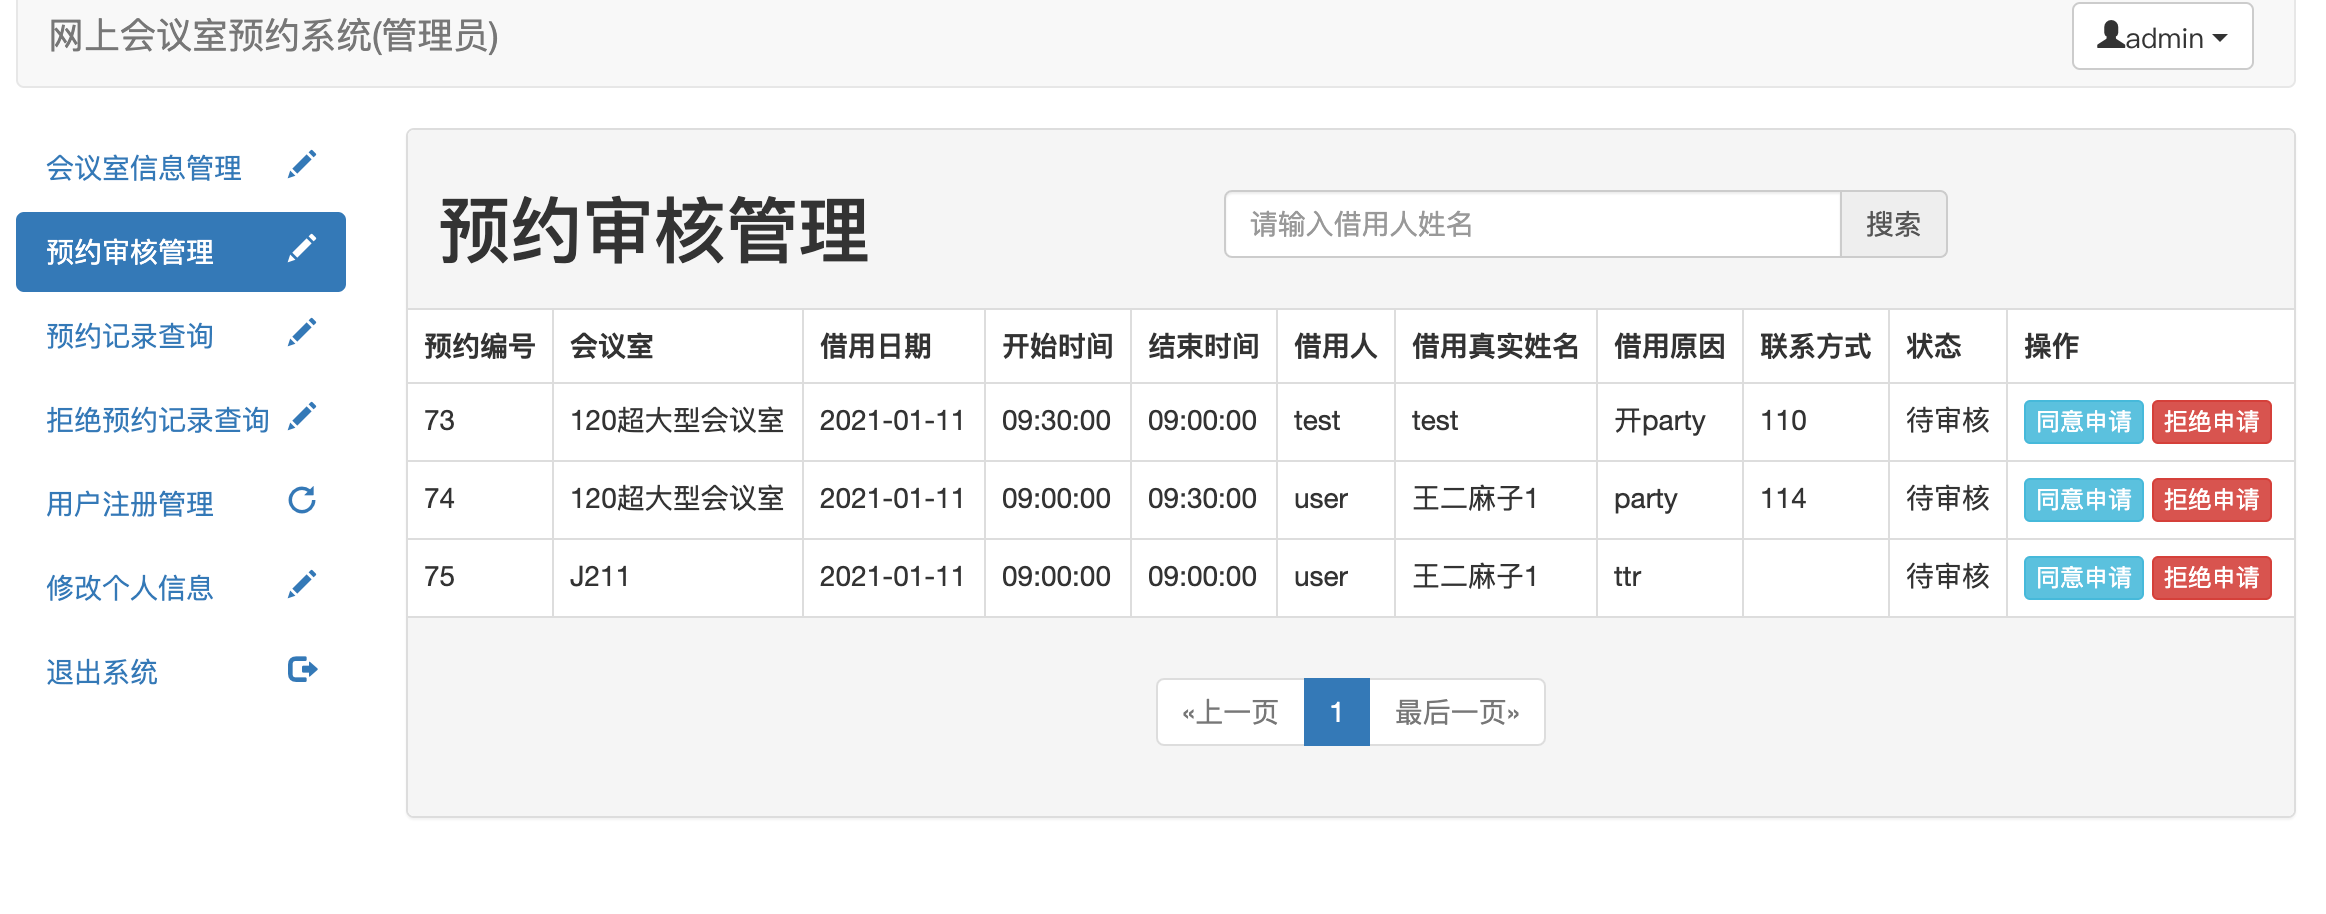 网上会议室预约系统(管理员)
admin
会议室信息管理
预约审核管理
预约记录查询
拒绝预约记录查询
用户注册管理
修改个人信息
退出系统
预约审核管理
请输入借用人姓名 搜索
预约编号 会议室 借用日期 开始时间 结束时间 借用人 借用真实姓名 借用原因 联系方式 状态 操作
73 120超大型会议室 2021-01-11 09:30:00 09:00:00 test test 开party 110 待审核 同意申请 拒绝申请
74 120超大型会议室 2021-01-11 09:00:00 09:30:00 user 王二麻子1 party 114 待审核 同意申请 拒绝申请
75 J211 2021-01-11 09:00:00 09:00:00 user 王二麻子1 ttr 待审核 同意申请 拒绝申请
«上一页 1 最后一页»